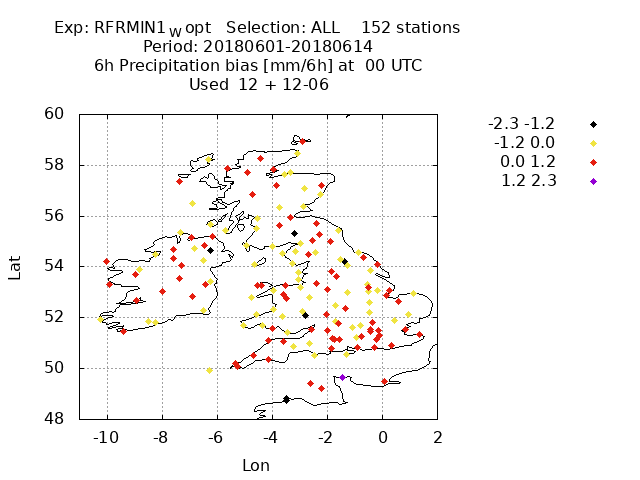 Exp: RFRMIN1 W opt Selection: ALL 152 stations
Period: 20180601-20180614
6h Precipitation bias [mm/6h] at 00 UTC
Used 12 + 12-06
-2.3 -1.2
-1.2 0.0
0.0 1.2
1.2 2.3
60
58
56
54
52
50
48
Lat
-10 -8 -6 -4 -2 0 2
Lon